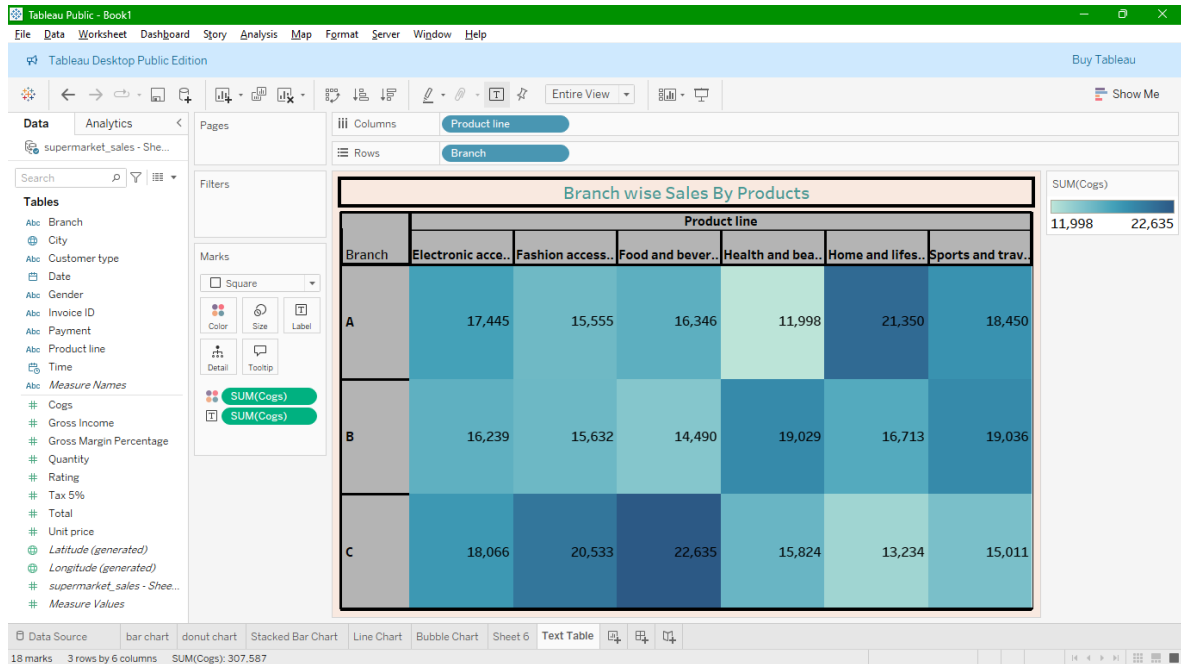 Tableau Public - Book1
File Data Worksheet Dashboard Story Analysis Map Format Server Window Help
Tableau Desktop Public Edition
Buy Tableau
Entire View
Show Me
Data
Analytics
supermarket_sales - She...
Search
Tables
Abc Branch
City
Abc Customer type
Date
Abc Gender
Abc Invoice ID
Abc Payment
Abc Product line
Time
Abc Measure Names
# Cogs
# Gross Income
# Gross Margin Percentage
# Quantity
# Rating
# Tax 5%
# Total
# Unit price
Latitude (generated)
Longitude (generated)
# supermarket_sales - Shee...
# Measure Values
Pages
Filters
Marks
Square
Color Size Label
Detail Tooltip
SUM(Cogs)
T SUM(Cogs)
Columns Product line
Rows Branch
Branch wise Sales By Products
Product line
Branch Electronic acce.. Fashion access.. Food and bever.. Health and bea.. Home and lifes.. Sports and trav..
A 17,445 15,555 16,346 11,998 21,350 18,450
B 16,239 15,632 14,490 19,029 16,713 19,036
C 18,066 20,533 22,635 15,824 13,234 15,011
SUM(Cogs)
11,998 22,635
Data Source bar chart donut chart Stacked Bar Chart Line Chart Bubble Chart Sheet 6 Text Table
18 marks 3 rows by 6 columns SUM(Cogs): 307,587